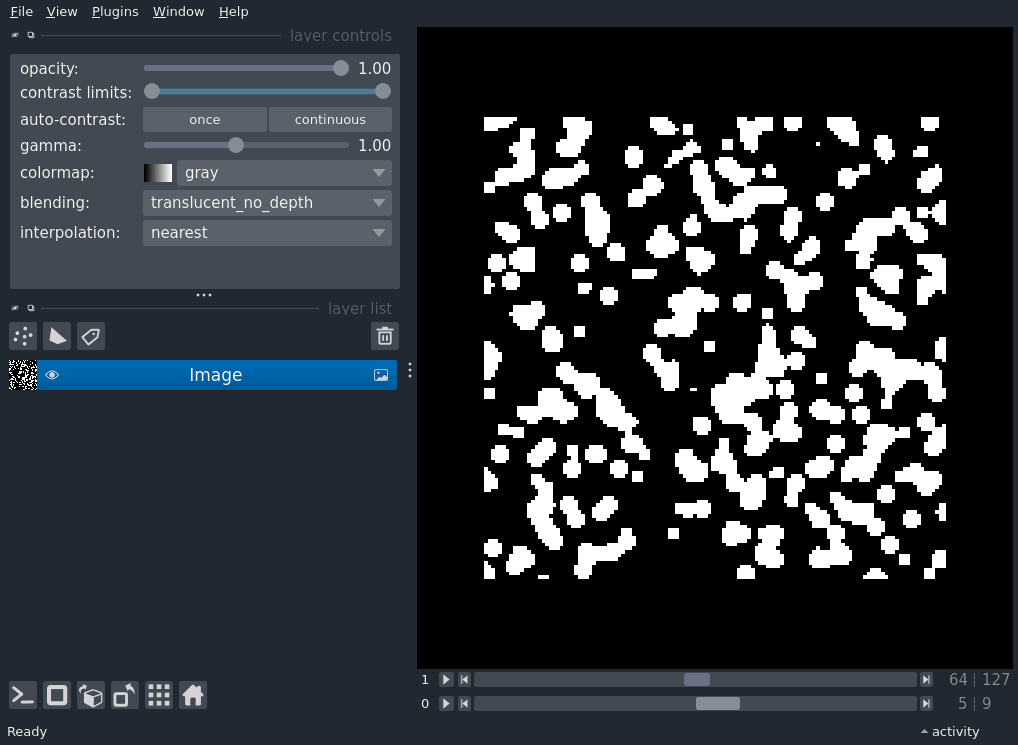 File View Plugins Window Help
layer controls
opacity: 1.00
contrast limits:
auto-contrast: once continuous
gamma: 1.00
colormap: gray
blending: translucent_no_depth
interpolation: nearest
layer list
Image
1 64 | 127
0 5 | 9
Ready activity